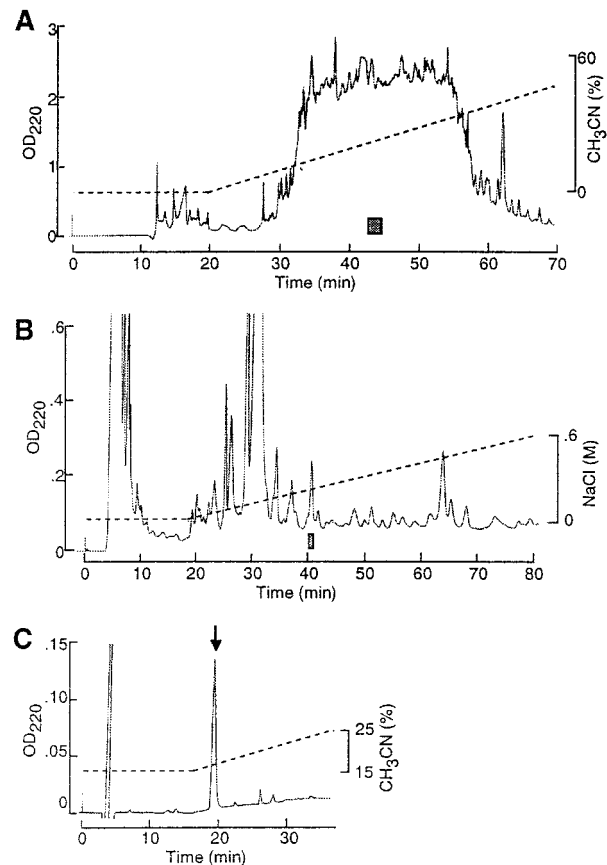 A
3
2
1
0
OD220
60
0
CH3CN (%)
0 10 20 30 40 50 60 70
Time (min)
B
.6
.4
.2
0
OD220
.6
0
NaCl (M)
0 10 20 30 40 50 60 70 80
Time (min)
C
.15
.10
.05
0
OD220
25
15
CH3CN (%)
0 10 20 30
Time (min)